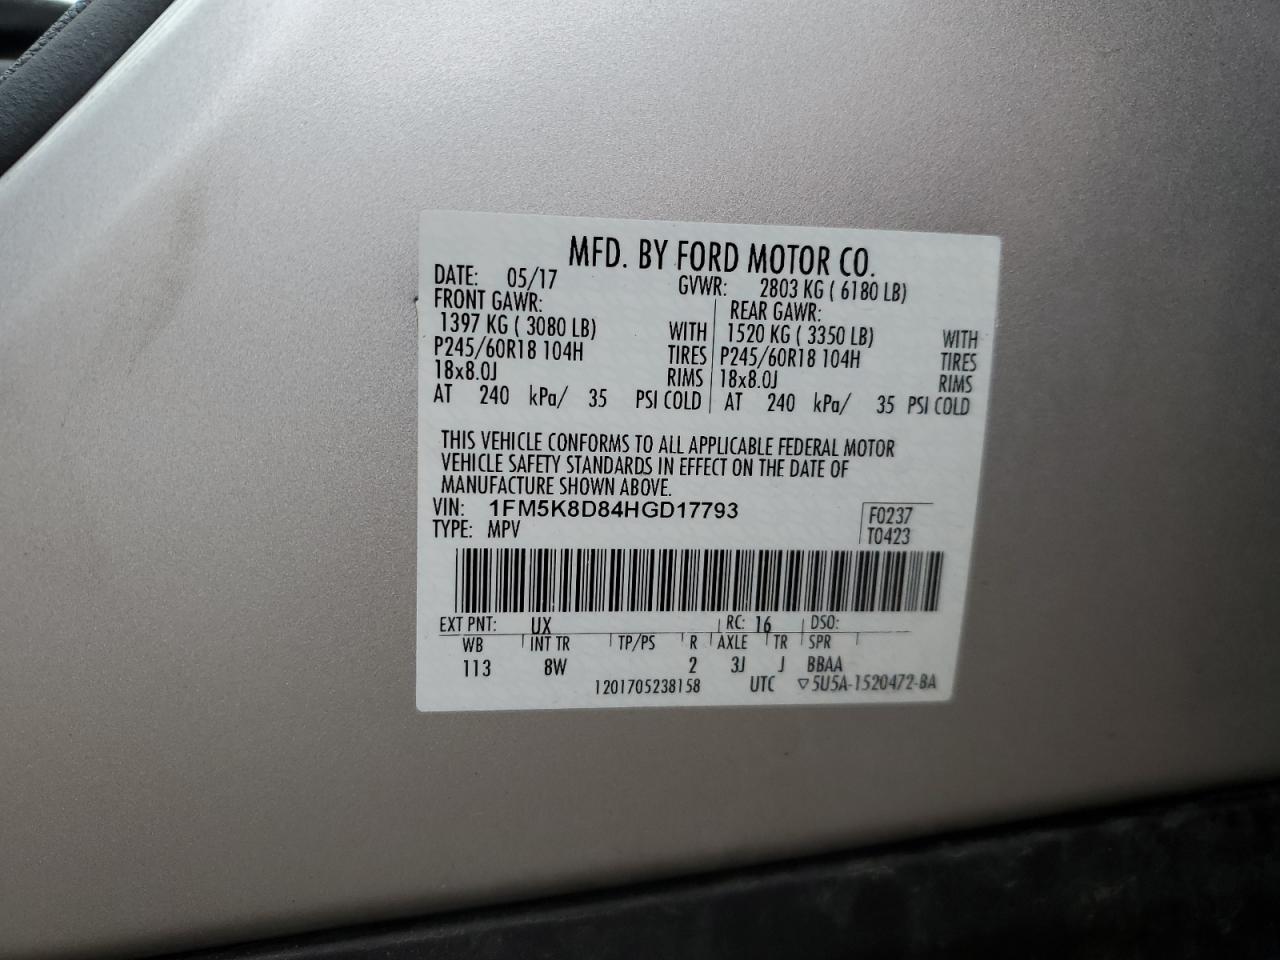 MFD. BY FORD MOTOR CO.
DATE: 05/17 GVWR: 2803 KG ( 6180 LB)
FRONT GAWR: REAR GAWR:
1397 KG ( 3080 LB) WITH 1520 KG ( 3350 LB) WITH
P245/60R18 104H TIRES P245/60R18 104H TIRES
18x8.0J RIMS 18x8.0J RIMS
AT 240 kPa/ 35 PSI COLD AT 240 kPa/ 35 PSI COLD
THIS VEHICLE CONFORMS TO ALL APPLICABLE FEDERAL MOTOR
VEHICLE SAFETY STANDARDS IN EFFECT ON THE DATE OF
MANUFACTURE SHOWN ABOVE.
VIN: 1FM5K8D84HGD17793 F0237
TYPE: MPV T0423
EXT PNT: UX RC: 16 DSO:
WB INT TR TP/PS R AXLE TR SPR
113 8W 2 3J J BBAA
1201705238158 UTC ▽5U5A-1520472-BA